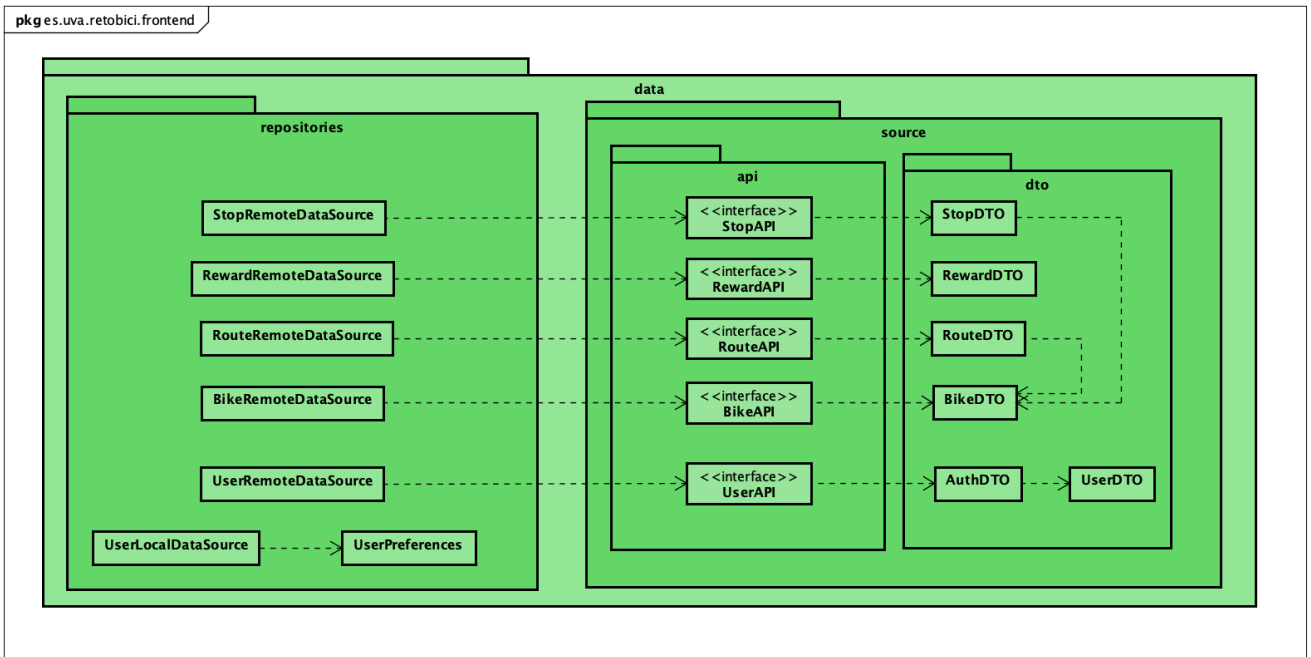 pkg es.uva.retobici.frontend
data
repositories
source
api
dto
StopRemoteDataSource
<<interface>>
StopAPI
StopDTO
RewardRemoteDataSource
<<interface>>
RewardAPI
RewardDTO
RouteRemoteDataSource
<<interface>>
RouteAPI
RouteDTO
BikeRemoteDataSource
<<interface>>
BikeAPI
BikeDTO
UserRemoteDataSource
<<interface>>
UserAPI
AuthDTO
UserDTO
UserLocalDataSource
UserPreferences